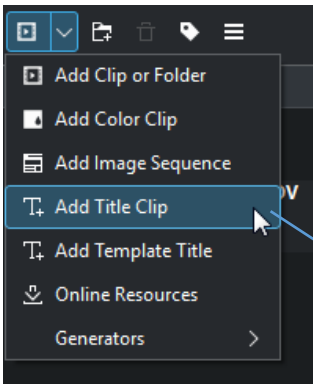 Add Clip or Folder
Add Color Clip
Add Image Sequence
OV
Add Title Clip
Add Template Title
Online Resources
Generators